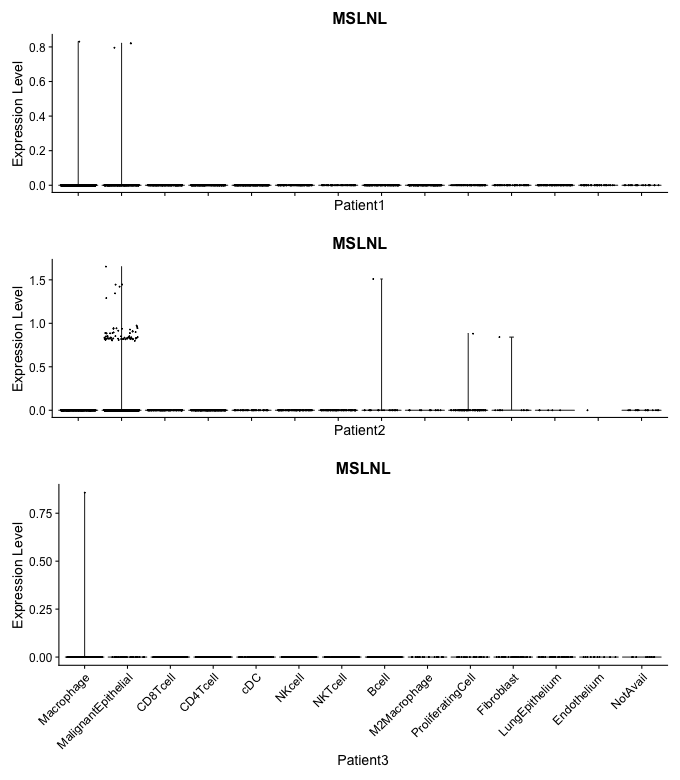 MSLNL
Expression Level
0.8
0.6
0.4
0.2
0.0
Patient1
MSLNL
Expression Level
1.5
1.0
0.5
0.0
Patient2
MSLNL
Expression Level
0.75
0.50
0.25
0.00
Macrophage
MalignantEpithelial
CD8Tcell
CD4Tcell
cDC
NKcell
NKTcell
Bcell
M2Macrophage
ProliferatingCell
Fibroblast
LungEpithelium
Endothelium
NotAvail
Patient3